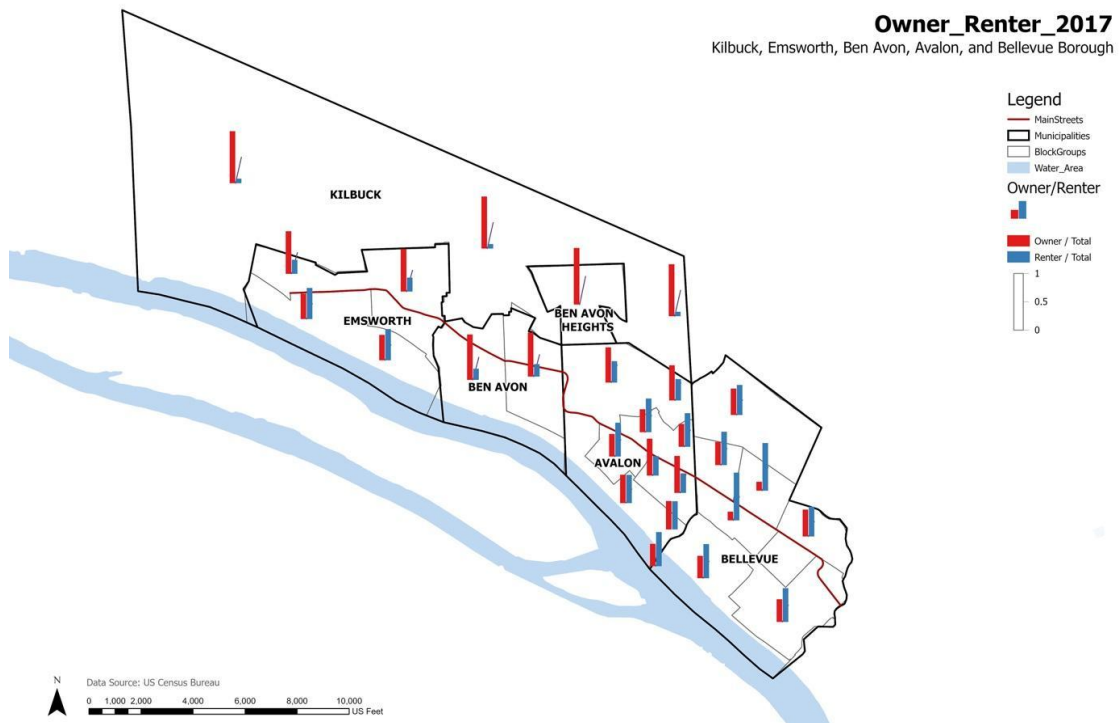 Owner_Renter_2017
Kilbuck, Emsworth, Ben Avon, Avalon, and Bellevue Borough
Legend
MainStreets
Municipalities
BlockGroups
Water_Area
Owner/Renter
Owner / Total
Renter / Total
1
0.5
0
KILBUCK
EMSWORTH
BEN AVON
HEIGHTS
BEN AVON
AVALON
BELLEVUE
N
Data Source: US Census Bureau
0 1,000 2,000 4,000 6,000 8,000 10,000
US Feet